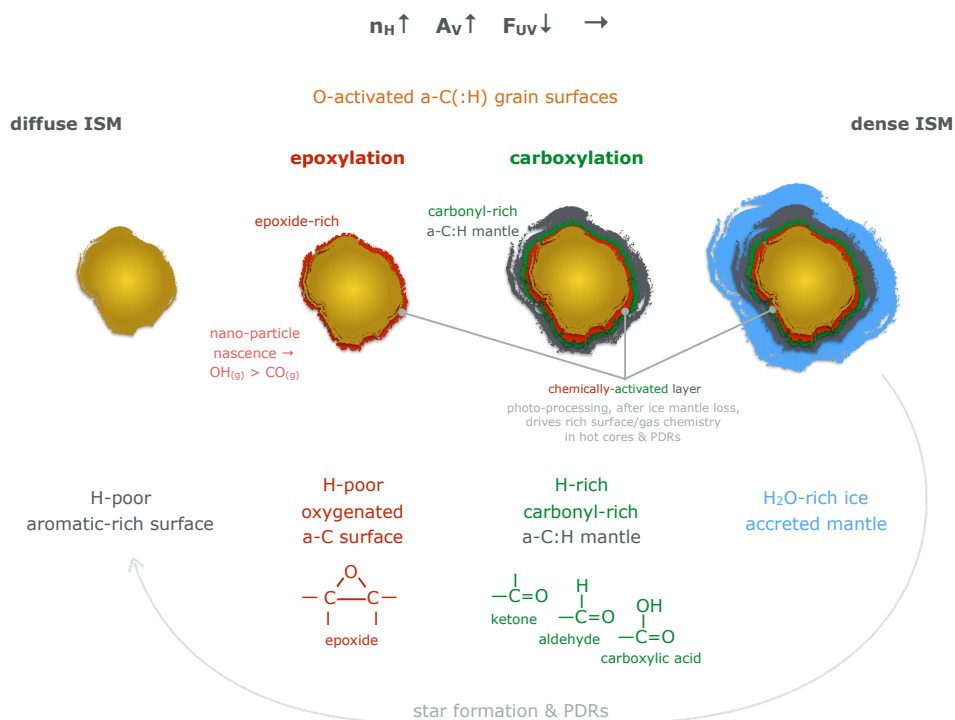 nH↑ AV↑ FUV↓ →
O-activated a-C(:H) grain surfaces
diffuse ISM
dense ISM
epoxylation
carboxylation
epoxide-rich
carbonyl-rich
a-C:H mantle
nano-particle
nascence →
OH(g) > CO(g)
chemically-activated layer
photo-processing, after ice mantle loss,
drives rich surface/gas chemistry
in hot cores & PDRs
H-poor
aromatic-rich surface
H-poor
oxygenated
a-C surface
H-rich
carbonyl-rich
a-C:H mantle
H2O-rich ice
accreted mantle
O
— C — C —
epoxide
—C=O
ketone
H
—C=O
aldehyde
OH
—C=O
carboxylic acid
star formation & PDRs